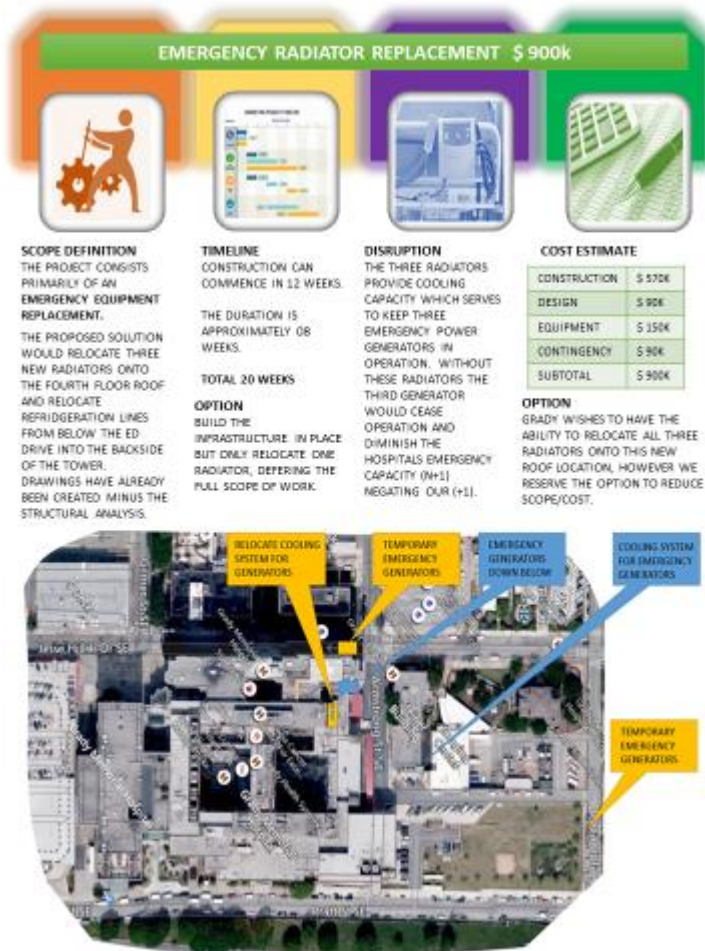 EMERGENCY RADIATOR REPLACEMENT $ 900k
SCOPE DEFINITION
THE PROJECT CONSISTS
PRIMARILY OF AN
EMERGENCY EQUIPMENT
REPLACEMENT.
THE PROPOSED SOLUTION
WOULD RELOCATE THREE
NEW RADIATORS ONTO
THE FOURTH FLOOR ROOF
AND RELOCATE
REFRIDGERATION LINES
FROM BELOW THE ED
DRIVE INTO THE BACKSIDE
OF THE TOWER.
DRAWINGS HAVE ALREADY
BEEN CREATED MINUS THE
STRUCTURAL ANALYSIS.
TIMELINE
CONSTRUCTION CAN
COMMENCE IN 12 WEEKS.
THE DURATION IS
APPROXIMATELY 08
WEEKS.
TOTAL 20 WEEKS
OPTION
BUILD THE
INFRASTRUCTURE IN PLACE
BUT ONLY RELOCATE ONE
RADIATOR, DEFERING THE
FULL SCOPE OF WORK.
DISRUPTION
THE THREE RADIATORS
PROVIDE COOLING
CAPACITY WHICH SERVES
TO KEEP THREE
EMERGENCY POWER
GENERATORS IN
OPERATION. WITHOUT
THESE RADIATORS THE
THIRD GENERATOR
WOULD CEASE
OPERATION AND
DIMINISH THE
HOSPITALS EMERGENCY
CAPACITY (N+1)
NEGATING OUR (+1).
COST ESTIMATE
CONSTRUCTION $ 570K
DESIGN $ 90K
EQUIPMENT $ 150K
CONTINGENCY $ 90K
SUBTOTAL $ 900K
OPTION
GRADY WISHES TO HAVE THE
ABILITY TO RELOCATE ALL THREE
RADIATORS ONTO THIS NEW
ROOF LOCATION, HOWEVER WE
RESERVE THE OPTION TO REDUCE
SCOPE/COST.
RELOCATE COOLING
SYSTEM FOR
GENERATORS
TEMPORARY
EMERGENCY
GENERATORS
EMERGENCY
GENERATORS
DOWN BELOW
COOLING SYSTEM
FOR EMERGENCY
GENERATORS
TEMPORARY
EMERGENCY
GENERATORS
Armstrong St SE